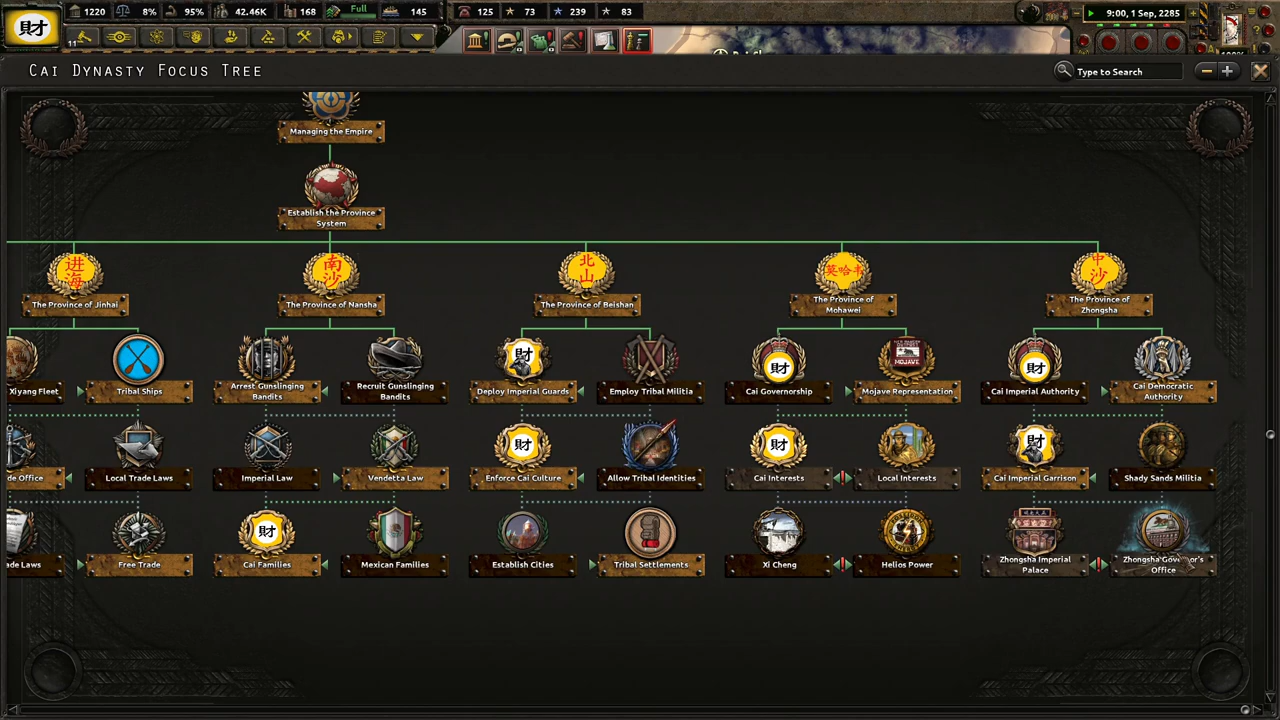 財
1220
8%
95%
42.46K
168
Full
145
125
73
239
83
9:00, 1 Sep, 2285
11
Cai Dynasty Focus Tree
Type to Search
Managing the Empire
Establish the Province
System
进海
南沙
北山
莫哈韦
中沙
The Province of Jinhai
The Province of Nansha
The Province of Beishan
The Province of
Mohawei
The Province of
Zhongsha
財
MOJAVE
財
財
Xiyang Fleet
Tribal Ships
Arrest Gunslinging
Bandits
Recruit Gunslinging
Bandits
Deploy Imperial Guards
Employ Tribal Militia
Cai Governorship
Mojave Representation
Cai Imperial Authority
Cai Democratic
Authority
財
財
財
de Office
Local Trade Laws
Imperial Law
Vendetta Law
Enforce Cai Culture
Allow Tribal Identities
Cai Interests
Local Interests
Cai Imperial Garrison
Shady Sands Militia
財
ade Laws
Free Trade
Cai Families
Mexican Families
Establish Cities
Tribal Settlements
Xi Cheng
Helios Power
Zhongsha Imperial
Palace
Zhongsha Governor's
Office